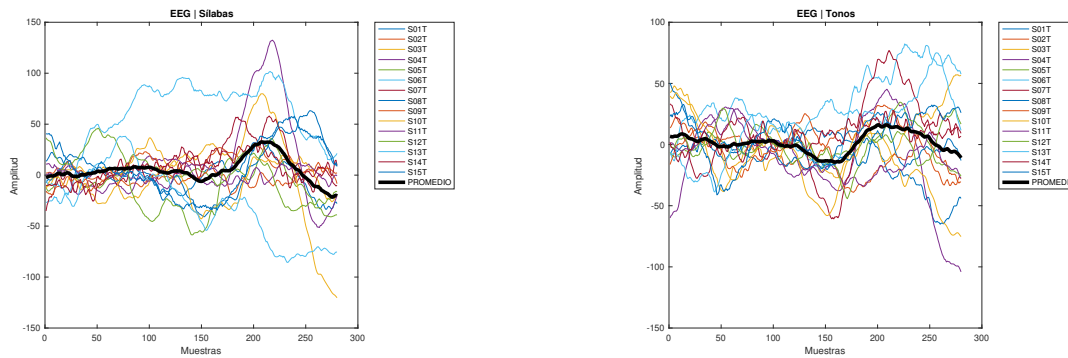 EEG | Sílabas
150
100
50
0
-50
-100
-150
0 50 100 150 200 250 300
Amplitud
Muestras
S01T
S02T
S03T
S04T
S05T
S06T
S07T
S08T
S09T
S10T
S11T
S12T
S13T
S14T
S15T
PROMEDIO
EEG | Tonos
100
50
0
-50
-100
-150
0 50 100 150 200 250 300
Amplitud
Muestras
S01T
S02T
S03T
S04T
S05T
S06T
S07T
S08T
S09T
S10T
S11T
S12T
S13T
S14T
S15T
PROMEDIO